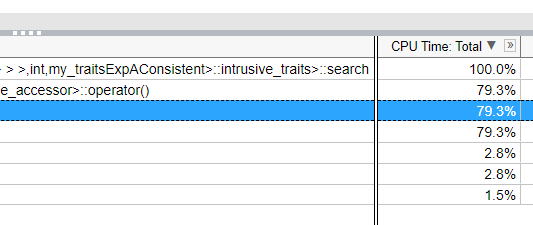 CPU Time: Total
> >,int,my_traitsExpAConsistent>::intrusive_traits>::search 100.0%
e_accessor>::operator() 79.3%
79.3%
79.3%
2.8%
2.8%
1.5%